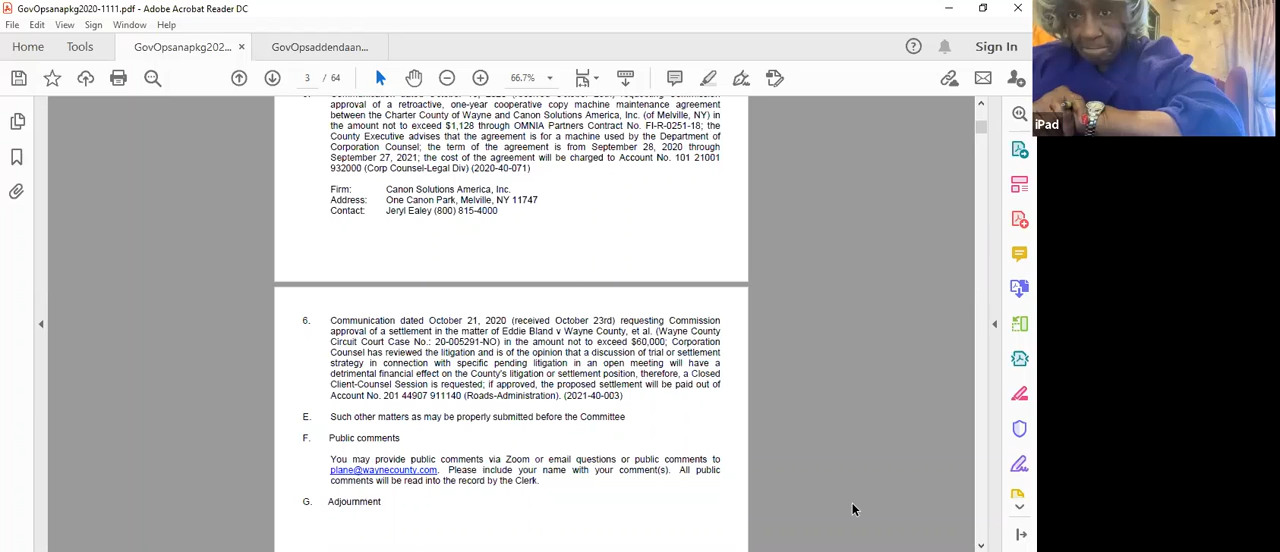 GovOpsanapkg2020-1111.pdf - Adobe Acrobat Reader DC
File Edit View Sign Window Help
Home Tools GovOpsanapkg202... × GovOpsaddendaan... Sign In
3 / 64 66.7%
approval of a retroactive, one-year cooperative copy machine maintenance agreement
between the Charter County of Wayne and Canon Solutions America, Inc. (of Melville, NY) in
the amount not to exceed $1,128 through OMNIA Partners Contract No. FI-R-0251-18; the
County Executive advises that the agreement is for a machine used by the Department of
Corporation Counsel; the term of the agreement is from September 28, 2020 through
September 27, 2021; the cost of the agreement will be charged to Account No. 101 21001
932000 (Corp Counsel-Legal Div) (2020-40-071)
Firm: Canon Solutions America, Inc.
Address: One Canon Park, Melville, NY 11747
Contact: Jeryl Ealey (800) 815-4000
6. Communication dated October 21, 2020 (received October 23rd) requesting Commission
approval of a settlement in the matter of Eddie Bland v Wayne County, et al. (Wayne County
Circuit Court Case No.: 20-005291-NO) in the amount not to exceed $60,000; Corporation
Counsel has reviewed the litigation and is of the opinion that a discussion of trial or settlement
strategy in connection with specific pending litigation in an open meeting will have a
detrimental financial effect on the County's litigation or settlement position, therefore, a Closed
Client-Counsel Session is requested; if approved, the proposed settlement will be paid out of
Account No. 201 44907 911140 (Roads-Administration). (2021-40-003)
E. Such other matters as may be properly submitted before the Committee
F. Public comments
You may provide public comments via Zoom or email questions or public comments to
plane@waynecounty.com. Please include your name with your comment(s). All public
comments will be read into the record by the Clerk.
G. Adjournment
iPad